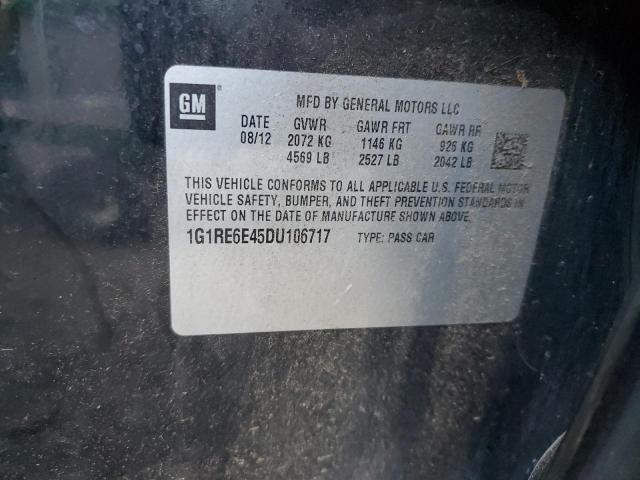 GM
MFD BY GENERAL MOTORS LLC
DATE GVWR GAWR FRT GAWR RR
08/12 2072 KG 1146 KG 926 KG
4569 LB 2527 LB 2042 LB
THIS VEHICLE CONFORMS TO ALL APPLICABLE U.S. FEDERAL MOTOR
VEHICLE SAFETY, BUMPER, AND THEFT PREVENTION STANDARDS IN
EFFECT ON THE DATE OF MANUFACTURE SHOWN ABOVE.
1G1RE6E45DU106717 TYPE: PASS CAR